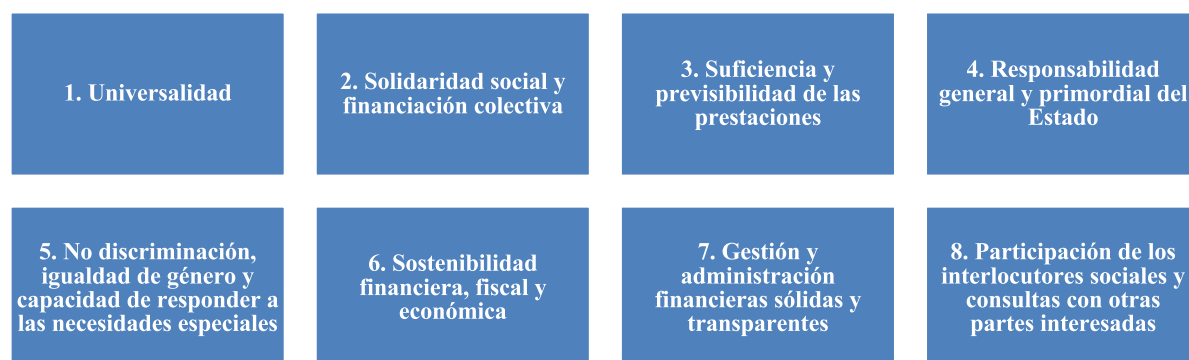 1. Universalidad
2. Solidaridad social y
financiación colectiva
3. Suficiencia y
previsibilidad de las
prestaciones
4. Responsabilidad
general y primordial del
Estado
5. No discriminación,
igualdad de género y
capacidad de responder a
las necesidades especiales
6. Sostenibilidad
financiera, fiscal y
económica
7. Gestión y
administración
financieras sólidas y
transparentes
8. Participación de los
interlocutores sociales y
consultas con otras
partes interesadas